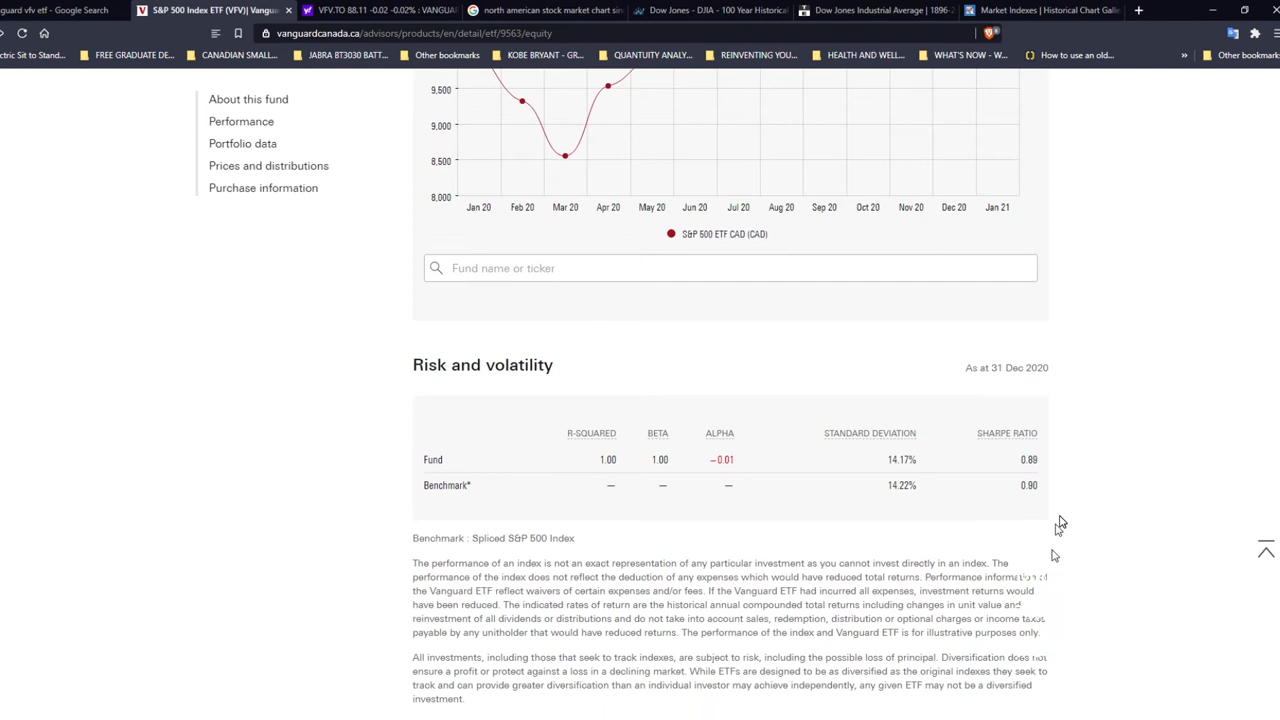 guard vfv etf - Google Search
S&P 500 Index ETF (VFV)| Vangua
VFV.TO 88.11 -0.02 -0.02% : VANGUAR
north american stock market chart sin
Dow Jones - DJIA - 100 Year Historical
Dow Jones Industrial Average | 1896-2
Market Indexes | Historical Chart Galle
vanguardcanada.ca/advisors/products/en/detail/etf/9563/equity
ctric Sit to Stand...
FREE GRADUATE DE...
CANADIAN SMALL...
JABRA BT3030 BATT...
Other bookmarks
KOBE BRYANT - GR...
QUANTUITY ANALY...
REINVENTING YOU...
HEALTH AND WELL...
WHAT'S NOW - W...
How to use an old...
»
Other bookmarks
About this fund
Performance
Portfolio data
Prices and distributions
Purchase information
9,500
9,000
8,500
8,000
Jan 20 Feb 20 Mar 20 Apr 20 May 20 Jun 20 Jul 20 Aug 20 Sep 20 Oct 20 Nov 20 Dec 20 Jan 21
S&P 500 ETF CAD (CAD)
Fund name or ticker
Risk and volatility
As at 31 Dec 2020
R-SQUARED BETA ALPHA STANDARD DEVIATION SHARPE RATIO
Fund 1.00 1.00 −0.01 14.17% 0.89
Benchmark* — — — 14.22% 0.90
Benchmark : Spliced S&P 500 Index
The performance of an index is not an exact representation of any particular investment as you cannot invest directly in an index. The
performance of the index does not reflect the deduction of any expenses which would have reduced total returns. Performance information of
the Vanguard ETF reflect waivers of certain expenses and/or fees. If the Vanguard ETF had incurred all expenses, investment returns would
have been reduced. The indicated rates of return are the historical annual compounded total returns including changes in unit value and
reinvestment of all dividends or distributions and do not take into account sales, redemption, distribution or optional charges or income taxes
payable by any unitholder that would have reduced returns. The performance of the index and Vanguard ETF is for illustrative purposes only.
All investments, including those that seek to track indexes, are subject to risk, including the possible loss of principal. Diversification does not
ensure a profit or protect against a loss in a declining market. While ETFs are designed to be as diversified as the original indexes they seek to
track and can provide greater diversification than an individual investor may achieve independently, any given ETF may not be a diversified
investment.